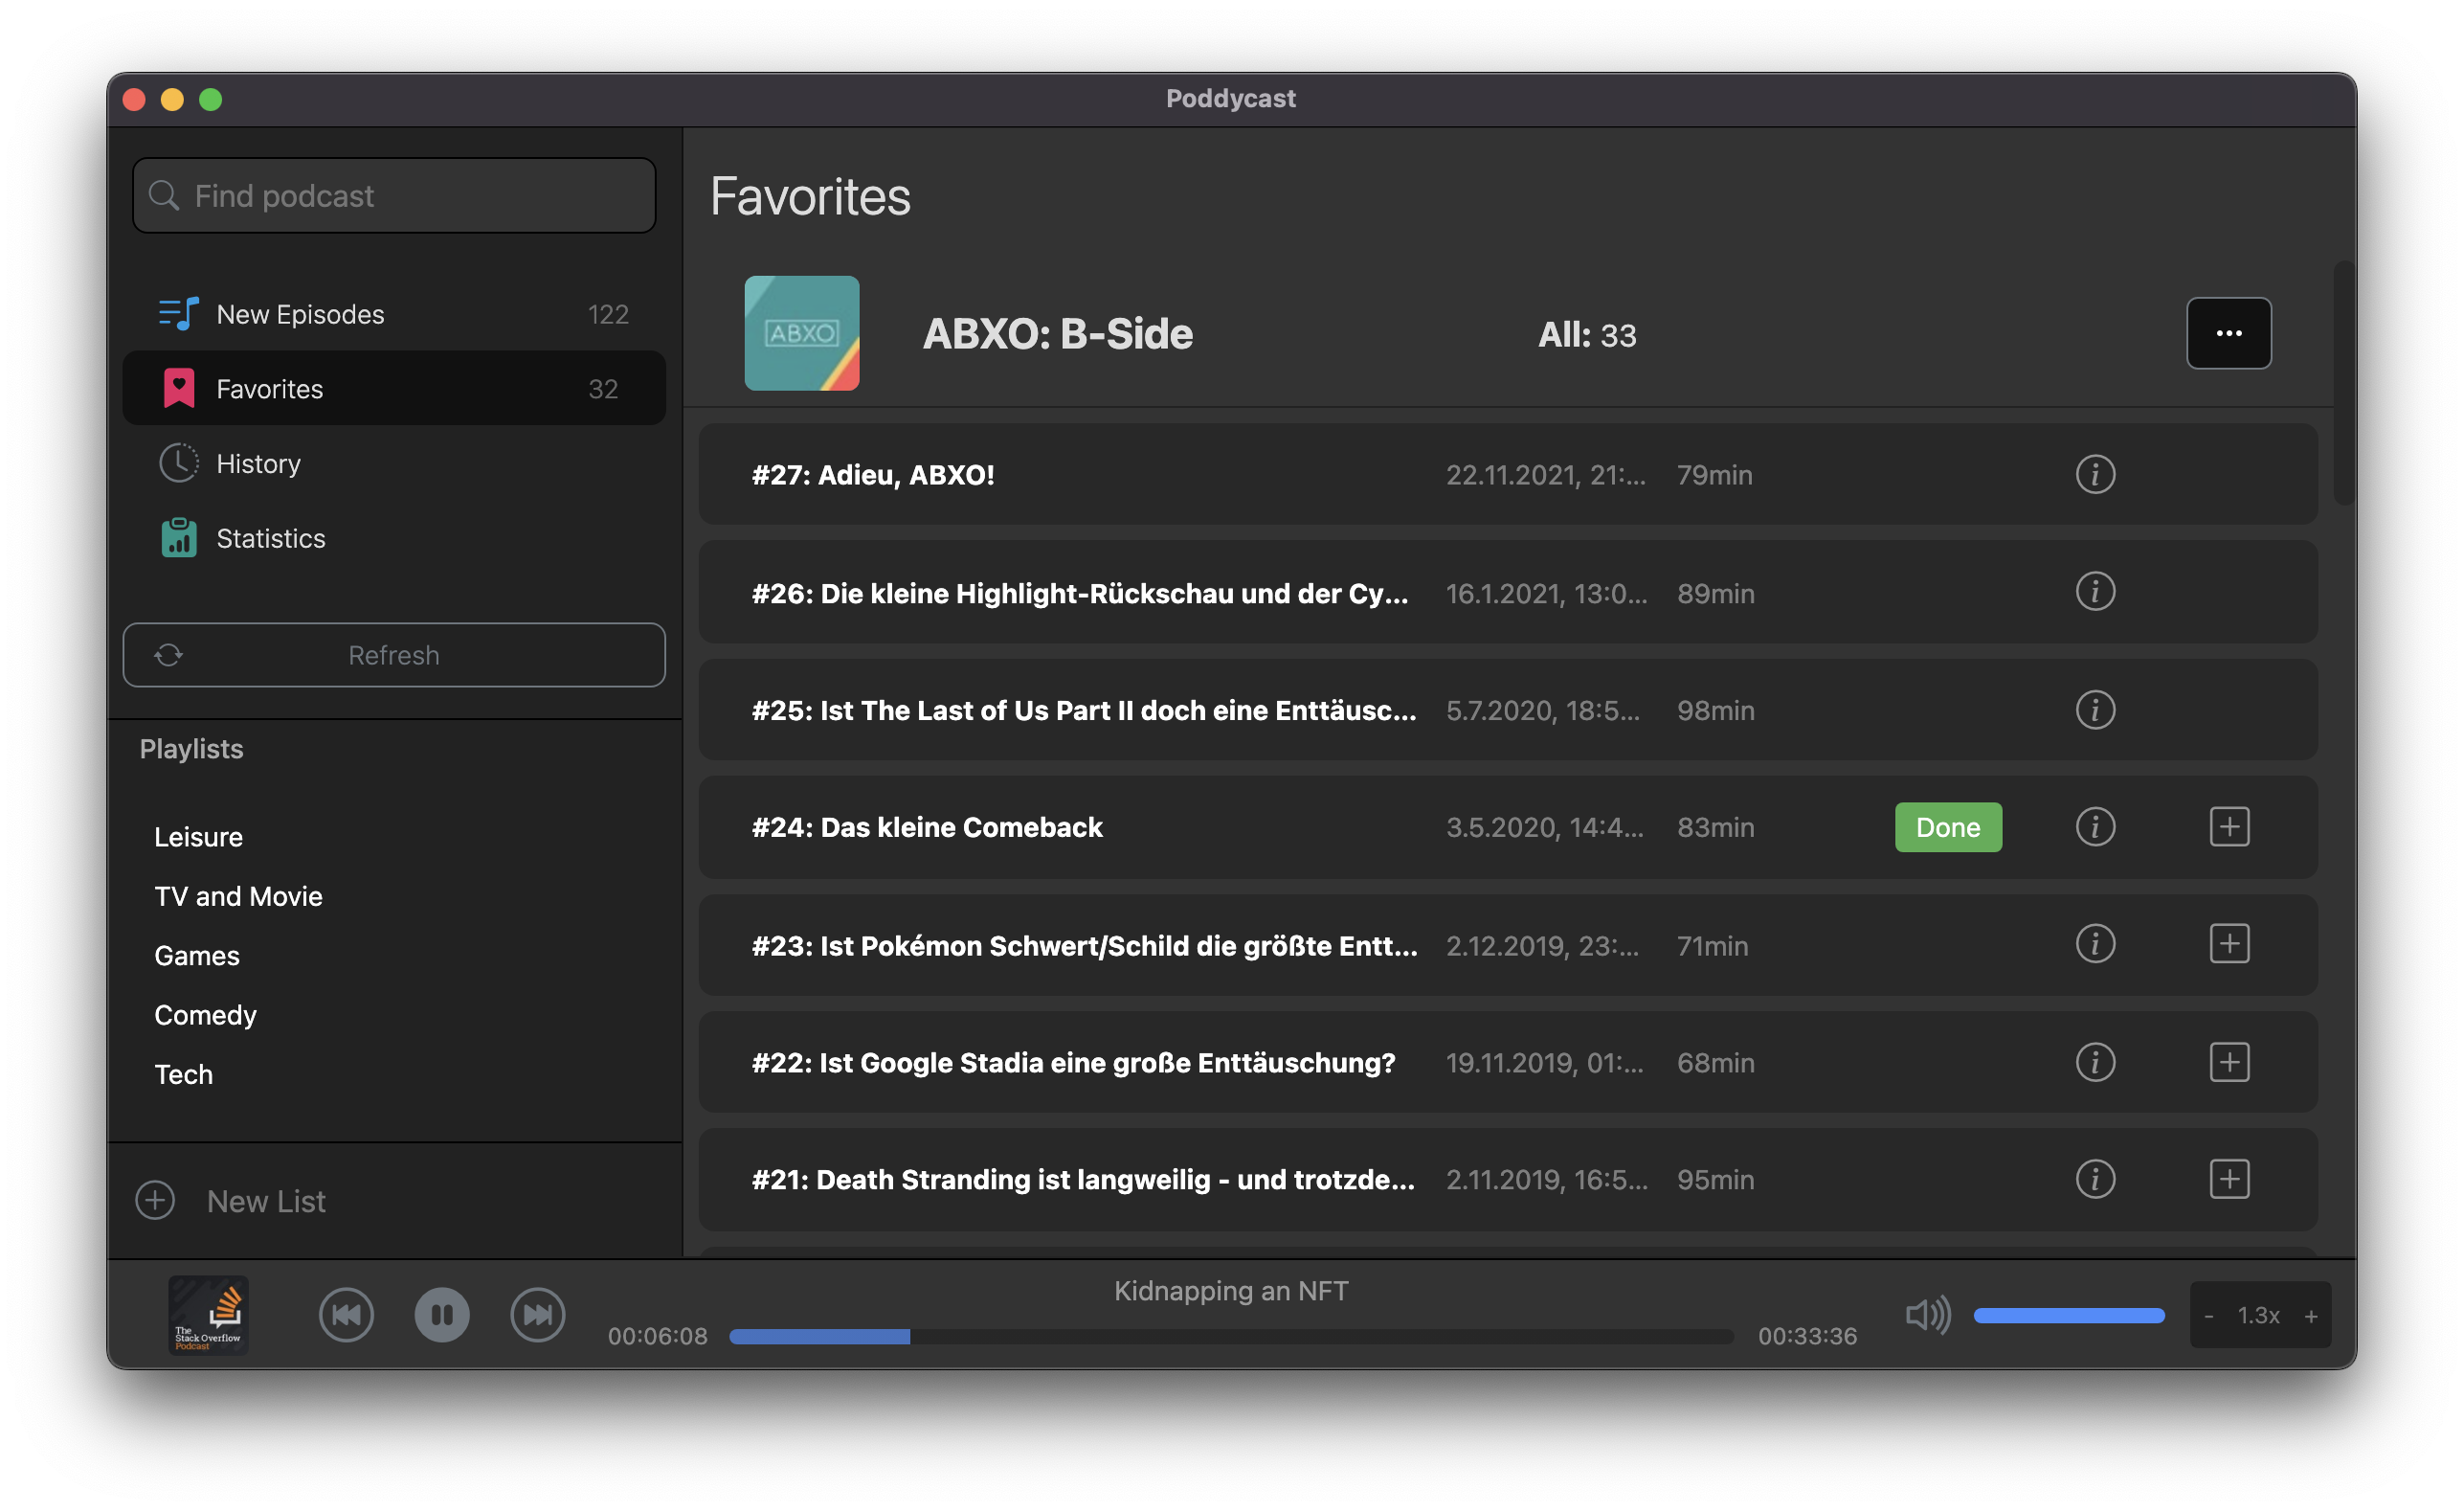 Poddycast
Find podcast
New Episodes 122
Favorites 32
History
Statistics
Refresh
Playlists
Leisure
TV and Movie
Games
Comedy
Tech
New List
Favorites
ABXO
ABXO: B-Side All: 33 ...
#27: Adieu, ABXO! 22.11.2021, 21:... 79min
#26: Die kleine Highlight-Rückschau und der Cy... 16.1.2021, 13:0... 89min
#25: Ist The Last of Us Part II doch eine Enttäusc... 5.7.2020, 18:5... 98min
#24: Das kleine Comeback 3.5.2020, 14:4... 83min Done
#23: Ist Pokémon Schwert/Schild die größte Entt... 2.12.2019, 23:... 71min
#22: Ist Google Stadia eine große Enttäuschung? 19.11.2019, 01:... 68min
#21: Death Stranding ist langweilig - und trotzde... 2.11.2019, 16:5... 95min
The
Stack Overflow
Podcast
Kidnapping an NFT
00:06:08 00:33:36
- 1.3x +